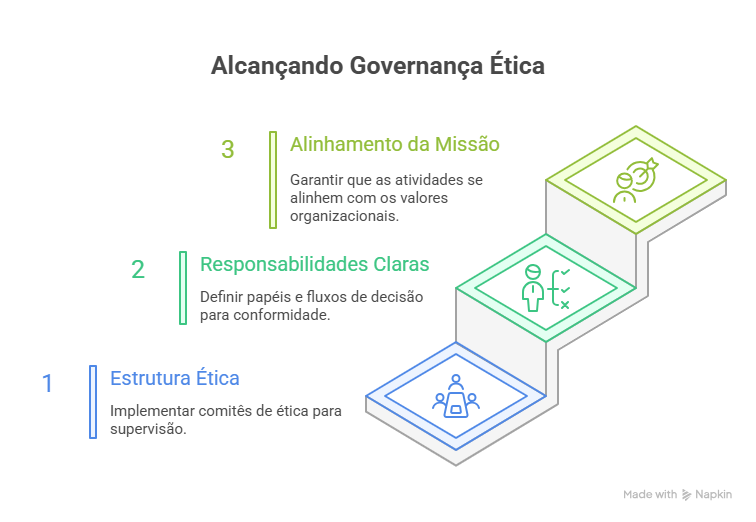 Alcançando Governança Ética
3
Alinhamento da Missão
Garantir que as atividades se
alinhem com os valores
organizacionais.
2
Responsabilidades Claras
Definir papéis e fluxos de decisão
para conformidade.
1
Estrutura Ética
Implementar comitês de ética para
supervisão.
Made with Napkin